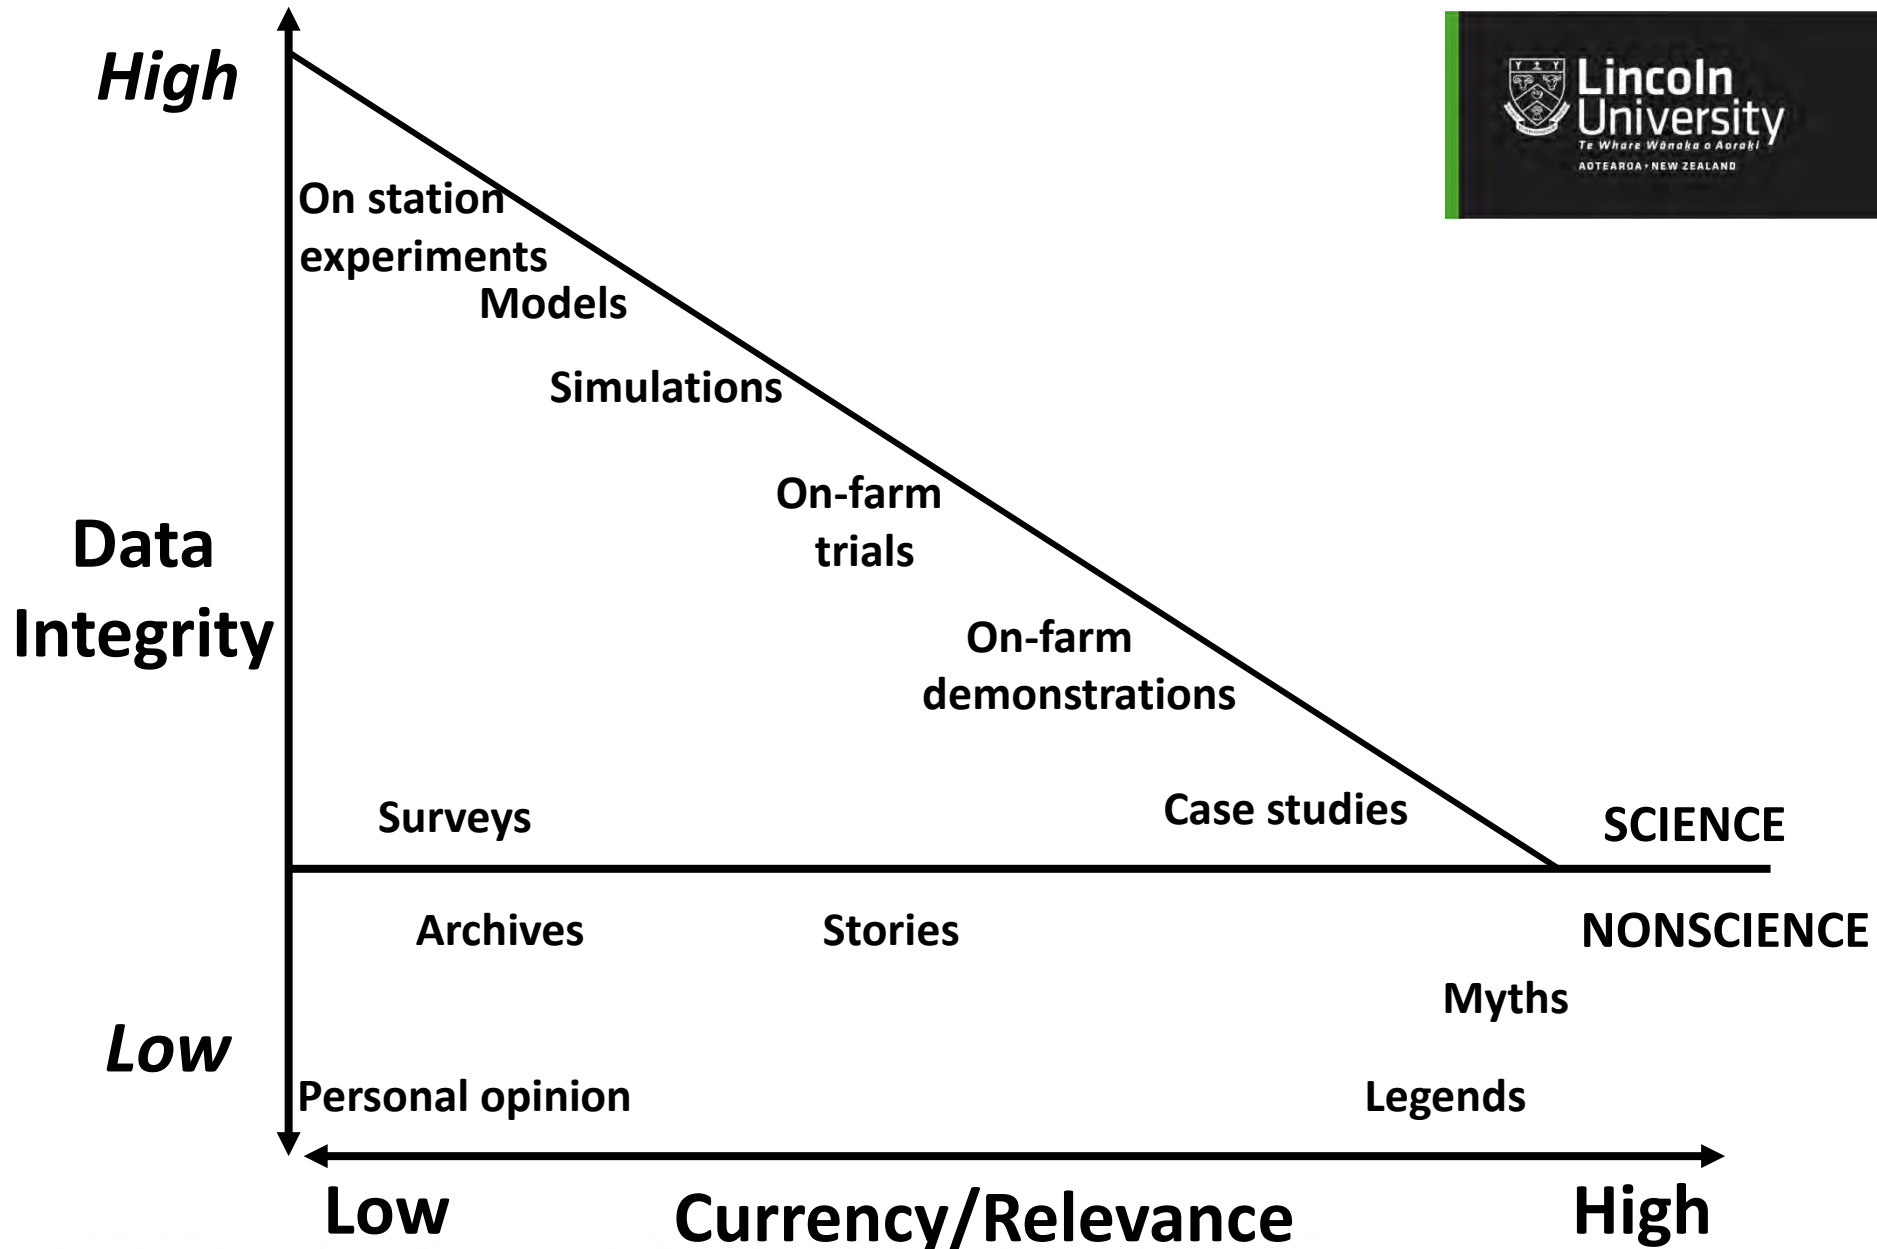 High
Lincoln
University
Te Whare Wānaka o Aoraki
AOTEAROA • NEW ZEALAND
On station
experiments
Models
Simulations
On-farm
trials
Data
Integrity
On-farm
demonstrations
Surveys
Case studies
SCIENCE
Archives
Stories
NONSCIENCE
Myths
Low
Personal opinion
Legends
Low
Currency/Relevance
High